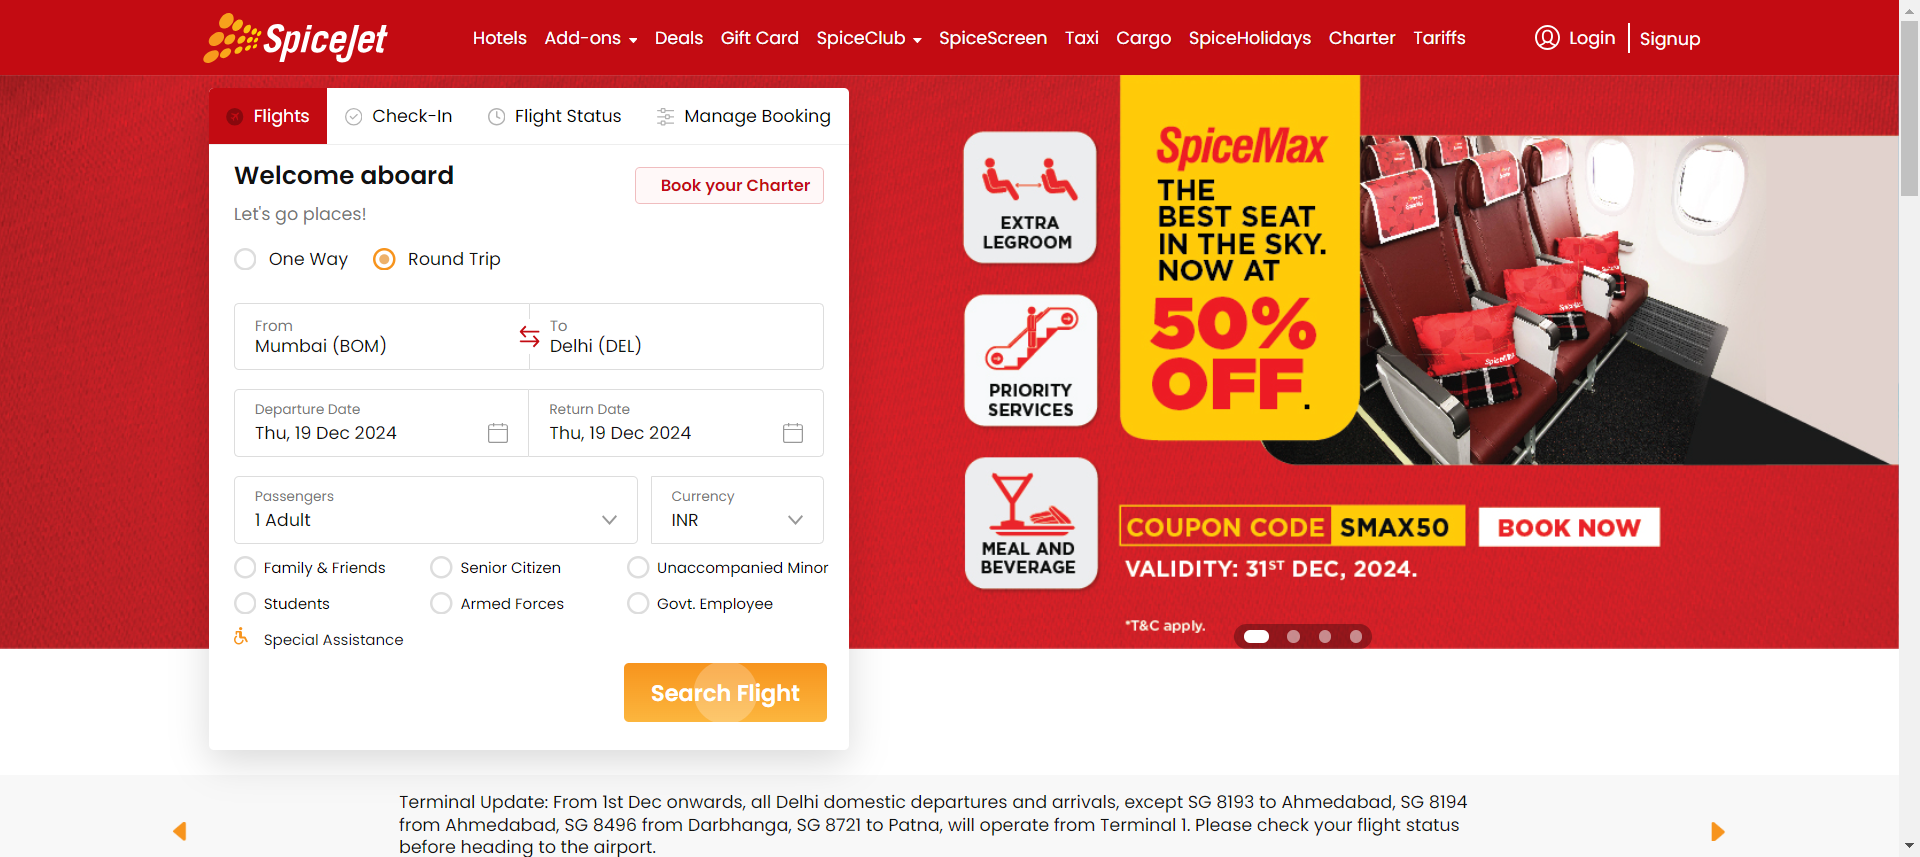 SpiceJet
Hotels Add-ons Deals Gift Card SpiceClub SpiceScreen Taxi Cargo SpiceHolidays Charter Tariffs Login Signup
Flights Check-In Flight Status Manage Booking
Welcome aboard
Book your Charter
Let's go places!
One Way Round Trip
From To
Mumbai (BOM) Delhi (DEL)
Departure Date Return Date
Thu, 19 Dec 2024 Thu, 19 Dec 2024
Passengers Currency
1 Adult INR
Family & Friends Senior Citizen Unaccompanied Minor
Students Armed Forces Govt. Employee
Special Assistance
Search Flight
EXTRA
LEGROOM
PRIORITY
SERVICES
MEAL AND
BEVERAGE
SpiceMax
THE
BEST SEAT
IN THE SKY.
NOW AT
50%
OFF.
SpiceMax
COUPON CODE SMAX50 BOOK NOW
VALIDITY: 31ST DEC, 2024.
*T&C apply.
Terminal Update: From 1st Dec onwards, all Delhi domestic departures and arrivals, except SG 8193 to Ahmedabad, SG 8194
from Ahmedabad, SG 8496 from Darbhanga, SG 8721 to Patna, will operate from Terminal 1. Please check your flight status
before heading to the airport.